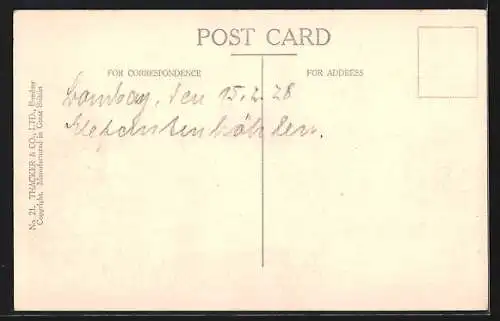 POST CARD
FOR CORRESPONDENCE
FOR ADDRESS
Bombay, den 15.2.28
Elephantenhöhlen.
No. 21. THACKER & CO., LTD., Bombay
Copyright. Manufactured in Great Britain